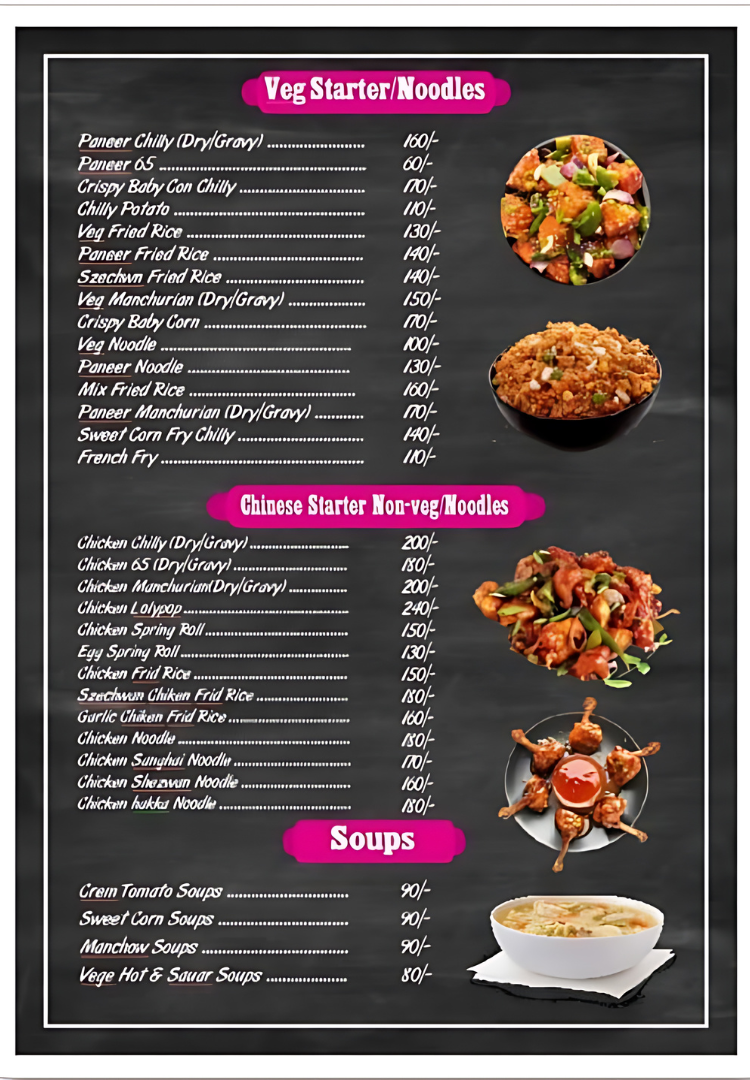 Veg Starter/Noodles
Paneer Chilly (Dry/Gravy) ........................ 160/-
Paneer 65 ........................ 60/-
Crispy Baby Con Chilly ........................ 170/-
Chilly Potato ........................ 110/-
Veg Fried Rice ........................ 130/-
Paneer Fried Rice ........................ 140/-
Szechwn Fried Rice ........................ 140/-
Veg Manchurian (Dry/Gravy) ........................ 150/-
Crispy Baby Corn ........................ 170/-
Veg Noodle ........................ 100/-
Paneer Noodle ........................ 130/-
Mix Fried Rice ........................ 160/-
Paneer Manchurian (Dry/Gravy) ............ 170/-
Sweet Corn Fry Chilly ........................ 140/-
French Fry ........................ 110/-
Chinese Starter Non-veg/Noodles
Chicken Chilly (Dry/Gravy) ........................ 200/-
Chicken 65 (Dry/Gravy) ........................ 180/-
Chicken Manchurian(Dry/Gravy) ............... 200/-
Chicken Lolypop ........................ 240/-
Chicken Spring Roll ........................ 150/-
Egg Spring Roll ........................ 130/-
Chicken Frid Rice ........................ 150/-
Szechwan Chiken Frid Rice ........................ 180/-
Garlic Chiken Frid Rice ........................ 160/-
Chicken Noodle ........................ 180/-
Chicken Sanghai Noodle ........................ 170/-
Chicken Shezwan Noodle ........................ 160/-
Chicken hakka Noodle ........................ 180/-
Soups
Crem Tomato Soups ........................ 90/-
Sweet Corn Soups ........................ 90/-
Manchow Soups ........................ 90/-
Vege Hot & Sauar Soups ..................... 80/-